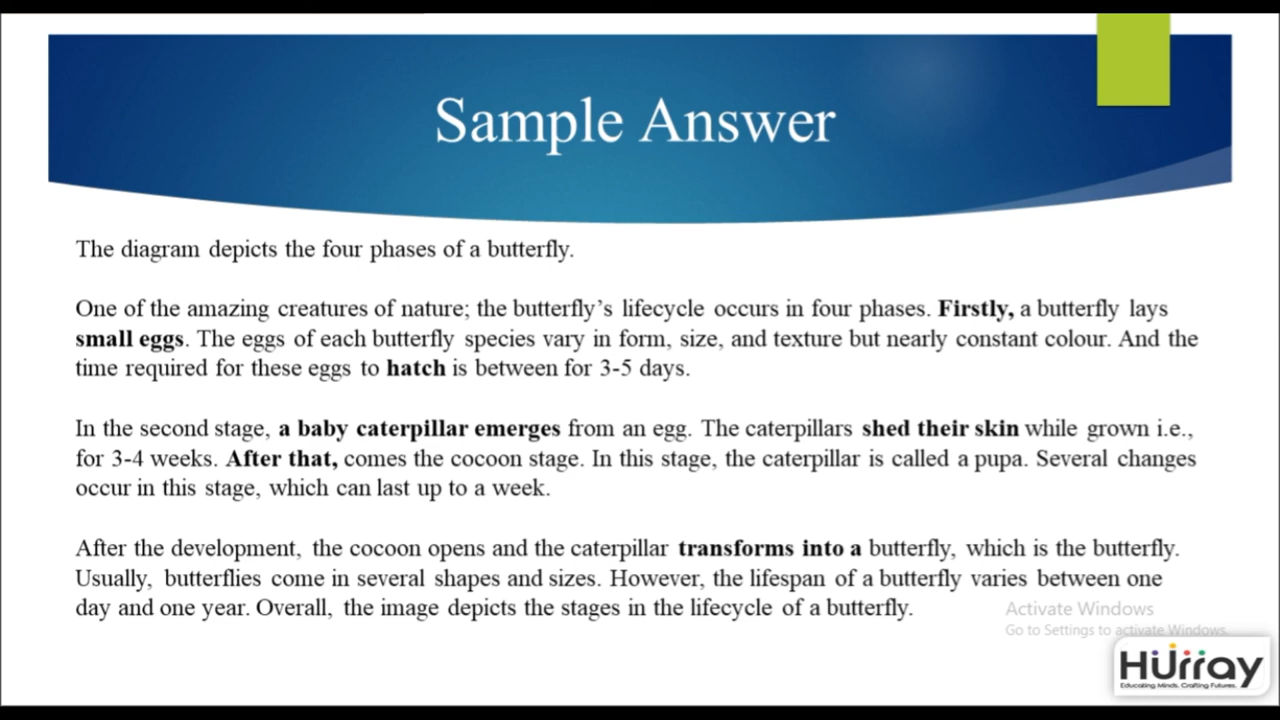 Sample Answer
The diagram depicts the four phases of a butterfly.
One of the amazing creatures of nature; the butterfly’s lifecycle occurs in four phases. Firstly, a butterfly lays
small eggs. The eggs of each butterfly species vary in form, size, and texture but nearly constant colour. And the
time required for these eggs to hatch is between for 3-5 days.
In the second stage, a baby caterpillar emerges from an egg. The caterpillars shed their skin while grown i.e.,
for 3-4 weeks. After that, comes the cocoon stage. In this stage, the caterpillar is called a pupa. Several changes
occur in this stage, which can last up to a week.
After the development, the cocoon opens and the caterpillar transforms into a butterfly, which is the butterfly.
Usually, butterflies come in several shapes and sizes. However, the lifespan of a butterfly varies between one
day and one year. Overall, the image depicts the stages in the lifecycle of a butterfly.
Activate Windows
Go to Settings to activate Windows.
Hurray
Educating Minds, Crafting Futures.